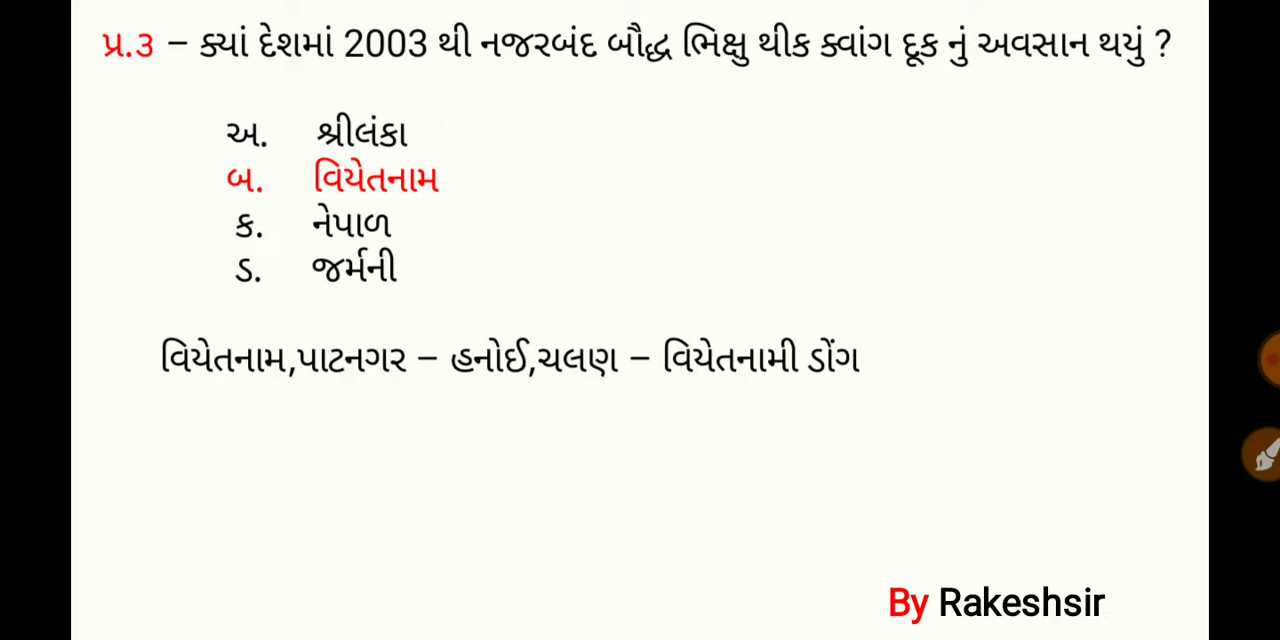 પ્ર.૩ – ક્યાં દેશમાં 2003 થી નજરબંદ બૌદ્ધ ભિક્ષુ થીક ક્વાંગ દૂક નું અવસાન થયું ?
અ. શ્રીલંકા
બ. વિયેતનામ
ક. નેપાળ
ડ. જર્મની
વિયેતનામ,પાટનગર – હનોઈ,ચલણ – વિયેતનામી ડોંગ
By Rakeshsir